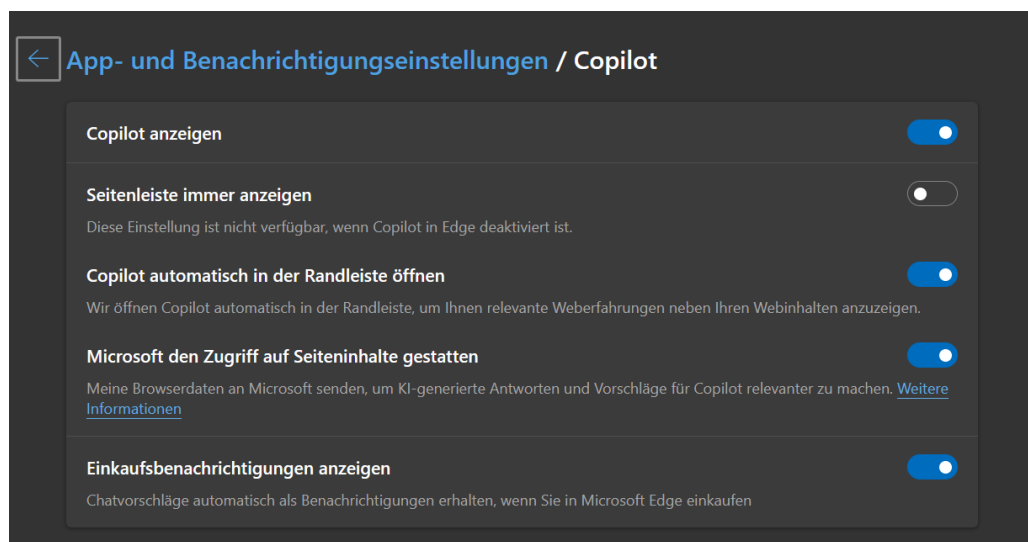 App- und Benachrichtigungseinstellungen / Copilot
Copilot anzeigen
Seitenleiste immer anzeigen
Diese Einstellung ist nicht verfügbar, wenn Copilot in Edge deaktiviert ist.
Copilot automatisch in der Randleiste öffnen
Wir öffnen Copilot automatisch in der Randleiste, um Ihnen relevante Weberfahrungen neben Ihren Webinhalten anzuzeigen.
Microsoft den Zugriff auf Seiteninhalte gestatten
Meine Browserdaten an Microsoft senden, um KI-generierte Antworten und Vorschläge für Copilot relevanter zu machen. Weitere
Informationen
Einkaufsbenachrichtigungen anzeigen
Chatvorschläge automatisch als Benachrichtigungen erhalten, wenn Sie in Microsoft Edge einkaufen